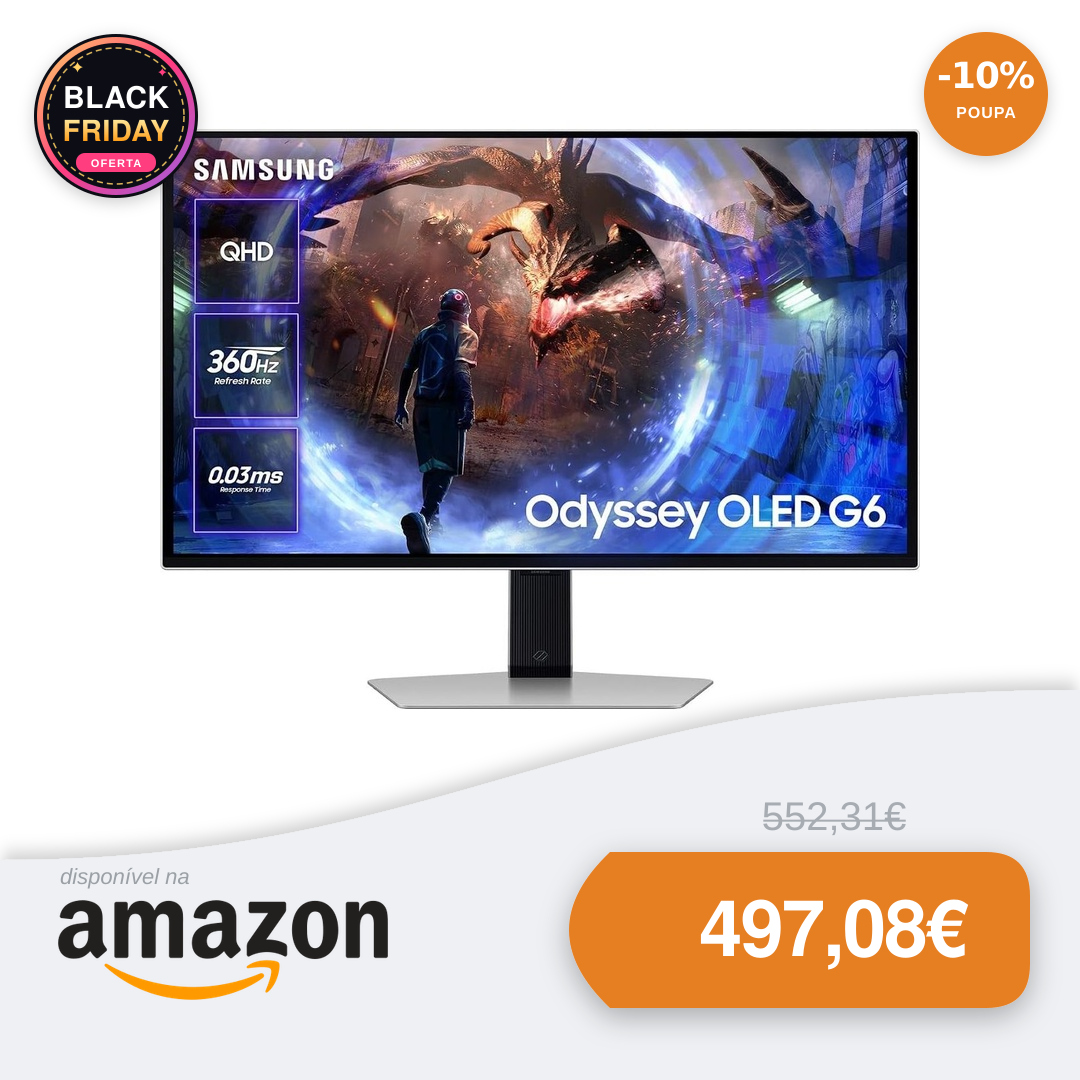 BLACK
FRIDAY
OFERTA
-10%
POUPA
SAMSUNG
QHD
360Hz
Refresh Rate
0.03ms
Response Time
Odyssey OLED G6
552,31€
disponível na
amazon
497,08€